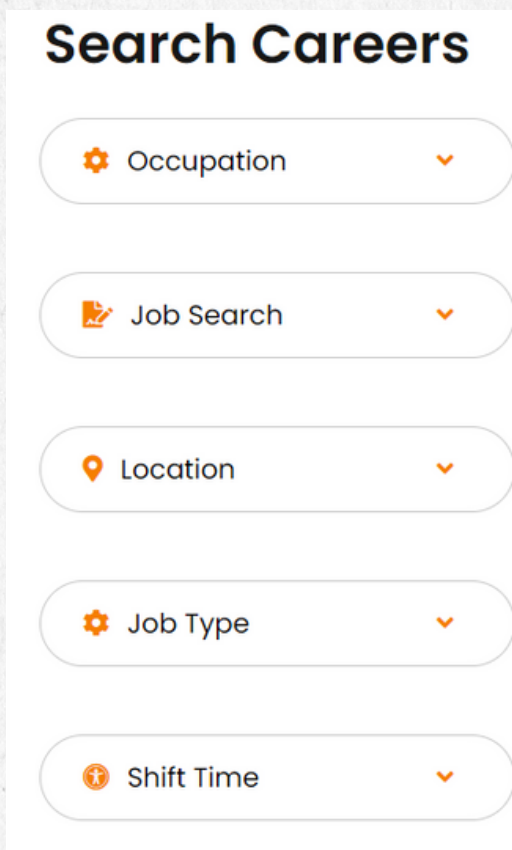 Search Careers
Occupation
Job Search
Location
Job Type
Shift Time